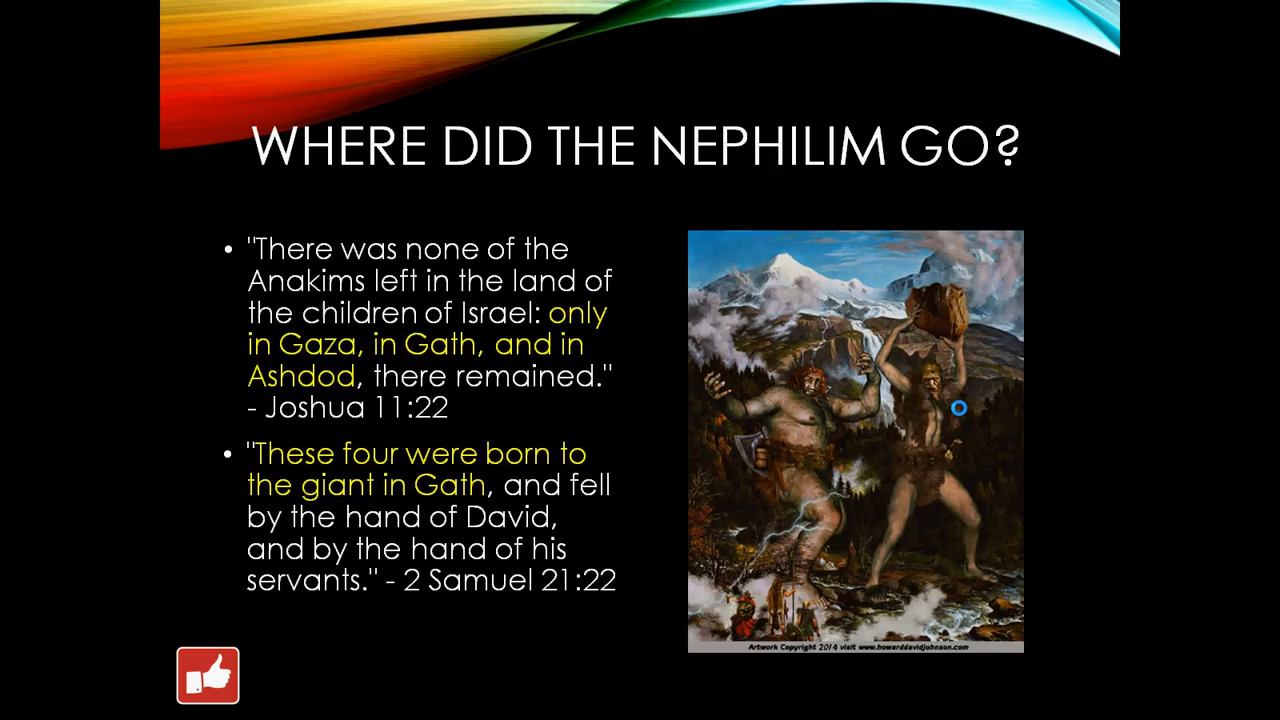 WHERE DID THE NEPHILIM GO?
• "There was none of the
Anakims left in the land of
the children of Israel: only
in Gaza, in Gath, and in
Ashdod, there remained."
- Joshua 11:22
• "These four were born to
the giant in Gath, and fell
by the hand of David,
and by the hand of his
servants." - 2 Samuel 21:22
Artwork Copyright 2014 visit www.howarddavidjohnson.com